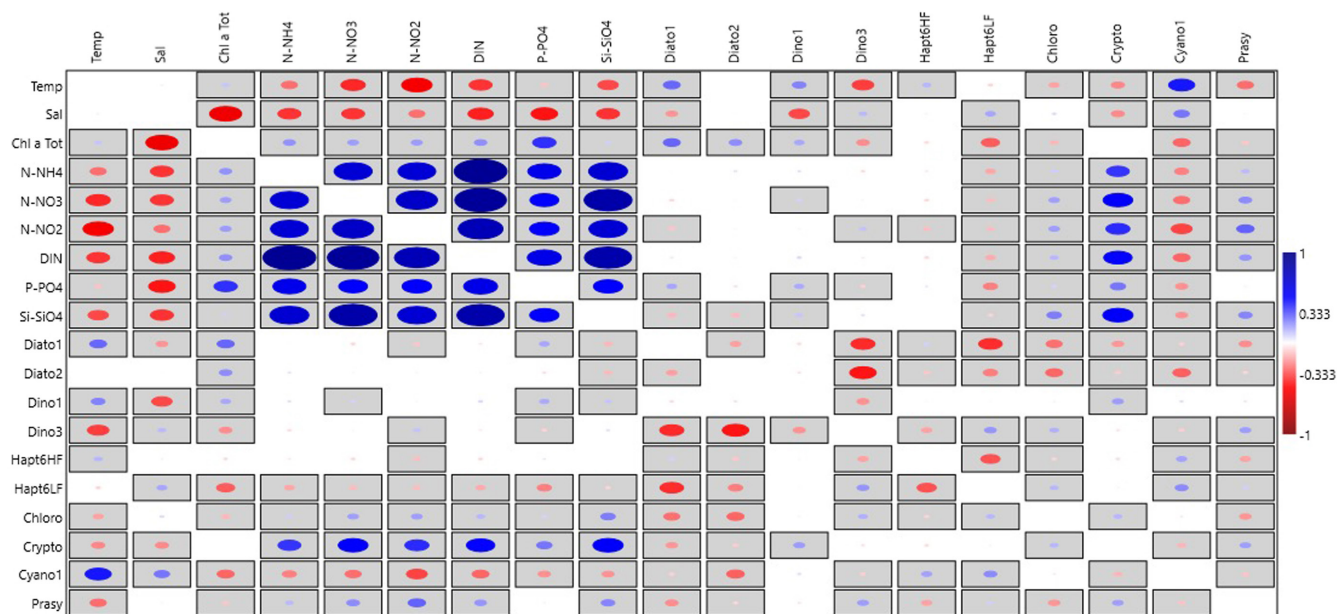 Temp Sal Chl a Tot N-NH4 N-NO3 N-NO2 DIN P-PO4 Si-SiO4 Diato1 Diato2 Dino1 Dino3 Hapt6HF Hapt6LF Chloro Crypto Cyano1 Prasy
Temp
Sal
Chl a Tot
N-NH4
N-NO3
N-NO2
DIN
P-PO4
Si-SiO4
Diato1
Diato2
Dino1
Dino3
Hapt6HF
Hapt6LF
Chloro
Crypto
Cyano1
Prasy
1
0.333
-0.333
-1